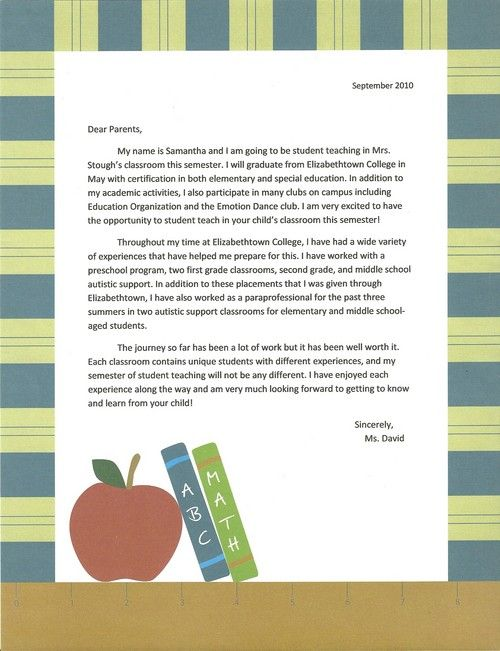 September 2010
Dear Parents,
My name is Samantha and I am going to be student teaching in Mrs.
Stough's classroom this semester. I will graduate from Elizabethtown College in
May with certification in both elementary and special education. In addition to
my academic activities, I also participate in many clubs on campus including
Education Organization and the Emotion Dance club. I am very excited to have
the opportunity to student teach in your child's classroom this semester!
Throughout my time at Elizabethtown College, I have had a wide variety
of experiences that have helped me prepare for this. I have worked with a
preschool program, two first grade classrooms, second grade, and middle school
autistic support. In addition to these placements that I was given through
Elizabethtown, I have also worked as a paraprofessional for the past three
summers in two autistic support classrooms for elementary and middle school-
aged students.
The journey so far has been a lot of work but it has been well worth it.
Each classroom contains unique students with different experiences, and my
semester of student teaching will not be any different. I have enjoyed each
experience along the way and am very much looking forward to getting to know
and learn from your child!
Sincerely,
Ms. David
ABC
MATH
0 1 2 3 4 5 6 7 8